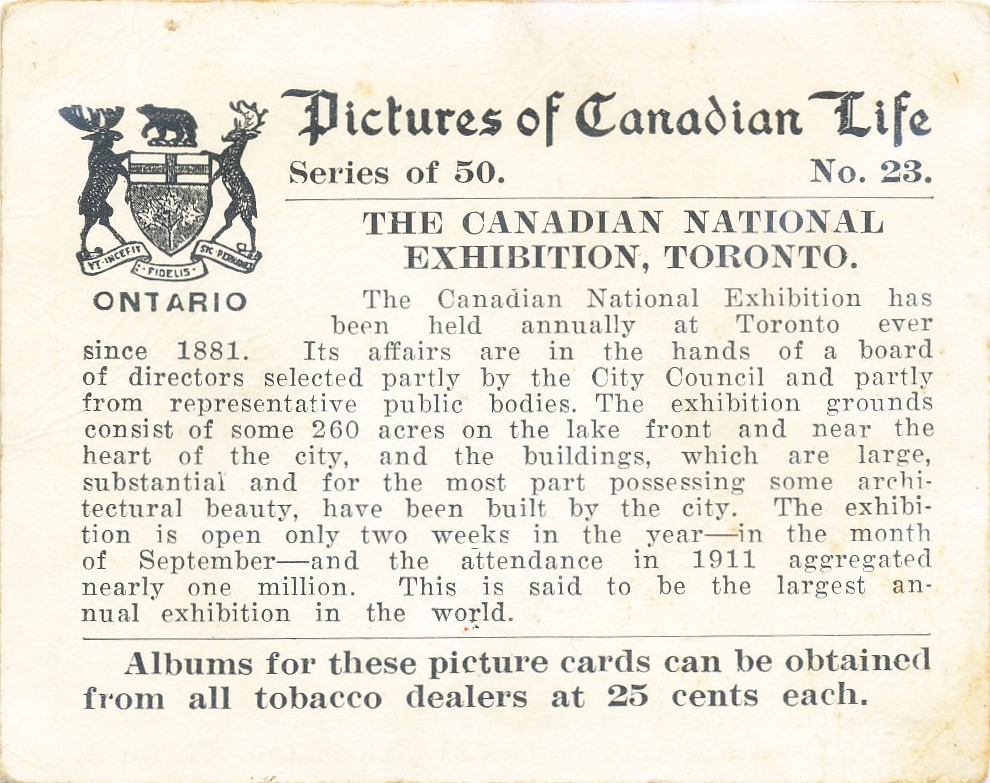 Pictures of Canadian Life
Series of 50. No. 23.
THE CANADIAN NATIONAL
EXHIBITION, TORONTO.
VT·INCEPIT
·FIDELIS·
SIC·PERMANET
ONTARIO
The Canadian National Exhibition has
been held annually at Toronto ever
since 1881. Its affairs are in the hands of a board
of directors selected partly by the City Council and partly
from representative public bodies. The exhibition grounds
consist of some 260 acres on the lake front and near the
heart of the city, and the buildings, which are large,
substantial and for the most part possessing some archi-
tectural beauty, have been built by the city. The exhibi-
tion is open only two weeks in the year—in the month
of September—and the attendance in 1911 aggregated
nearly one million. This is said to be the largest an-
nual exhibition in the world.
Albums for these picture cards can be obtained
from all tobacco dealers at 25 cents each.